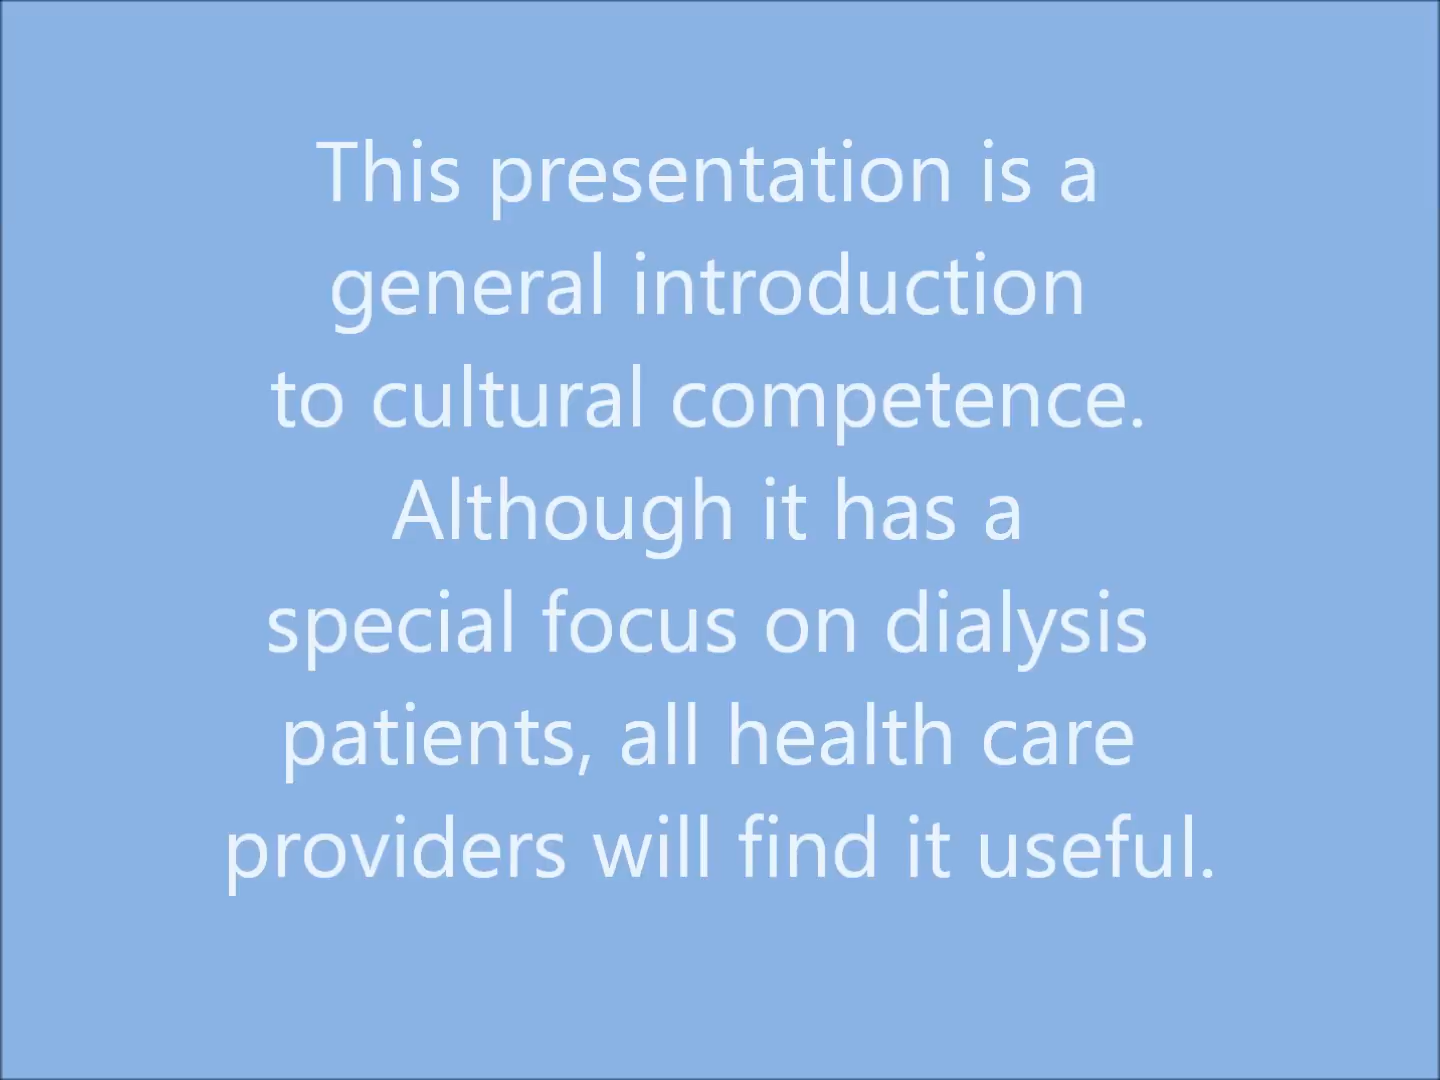 This presentation is a
general introduction
to cultural competence.
Although it has a
special focus on dialysis
patients, all health care
providers will find it useful.